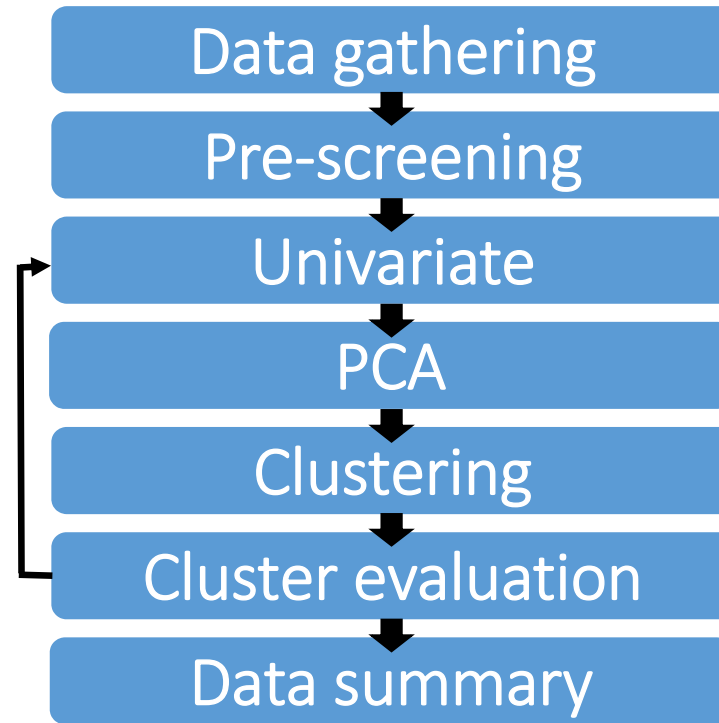 Data gathering
Pre-screening
Univariate
PCA
Clustering
Cluster evaluation
Data summary